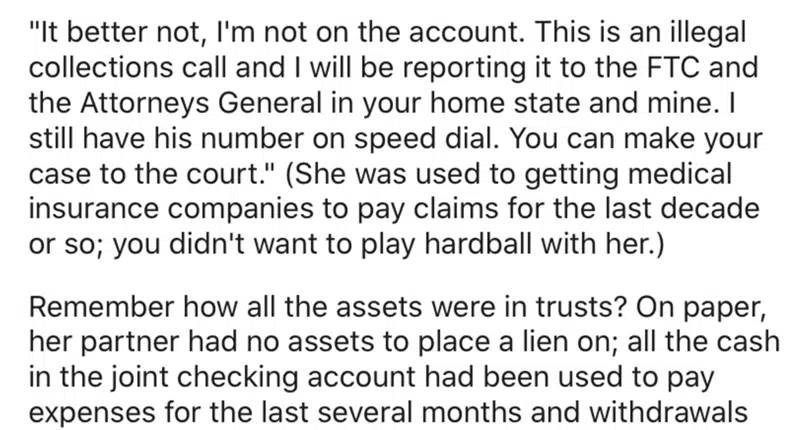 "It better not, I'm not on the account. This is an illegal
collections call and I will be reporting it to the FTC and
the Attorneys General in your home state and mine. I
still have his number on speed dial. You can make your
case to the court." (She was used to getting medical
insurance companies to pay claims for the last decade
or so; you didn't want to play hardball with her.)
Remember how all the assets were in trusts? On paper,
her partner had no assets to place a lien on; all the cash
in the joint checking account had been used to pay
expenses for the last several months and withdrawals